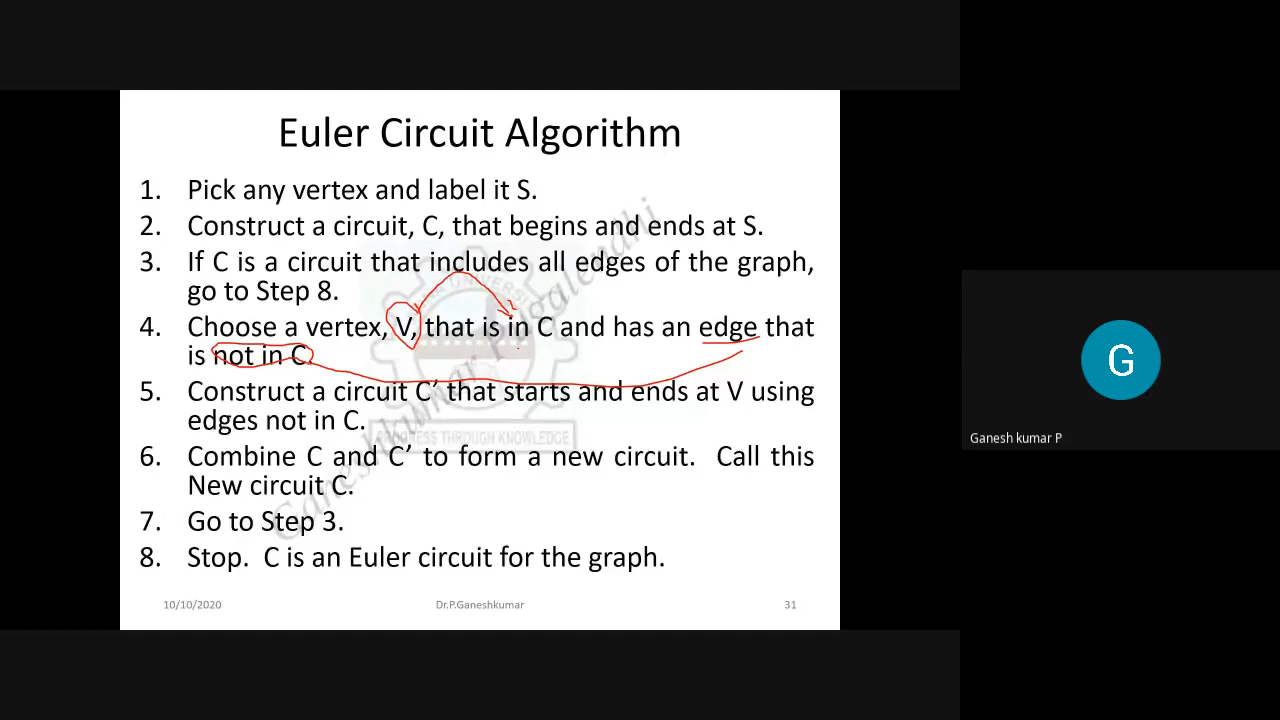 Euler Circuit Algorithm
1. Pick any vertex and label it S.
2. Construct a circuit, C, that begins and ends at S.
3. If C is a circuit that includes all edges of the graph,
go to Step 8.
4. Choose a vertex, V, that is in C and has an edge that
is not in C.
5. Construct a circuit C’ that starts and ends at V using
edges not in C.
6. Combine C and C’ to form a new circuit. Call this
New circuit C.
7. Go to Step 3.
8. Stop. C is an Euler circuit for the graph.
PROGRESS THROUGH KNOWLEDGE
10/10/2020 Dr.P.Ganeshkumar 31
G
Ganesh kumar P